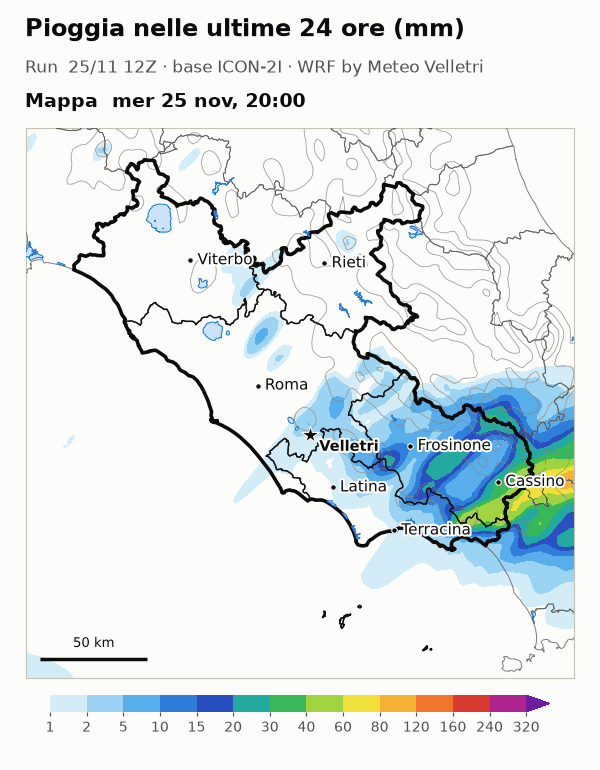 Pioggia nelle ultime 24 ore (mm)
Run  25/11 12Z · base ICON-2I · WRF by Meteo Velletri
Mappa  mer 25 nov, 20:00
Viterbo
Rieti
Roma
Velletri
Frosinone
Latina
Cassino
Terracina
50 km
1 2 5 10 15 20 30 40 60 80 120 160 240 320